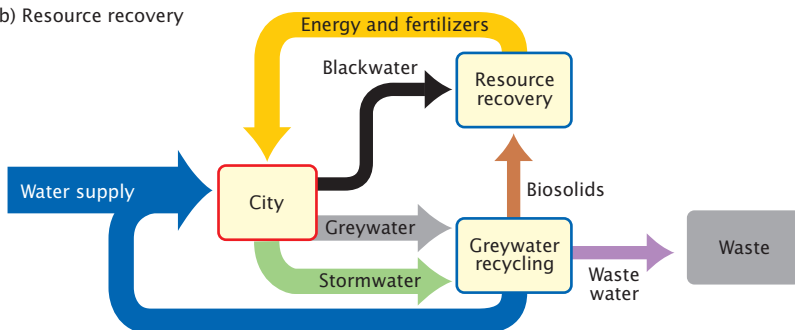 b) Resource recovery
Energy and fertilizers
Blackwater
Resource
recovery
Water supply
City
Biosolids
Greywater
Greywater
recycling
Waste
Stormwater
Waste
water